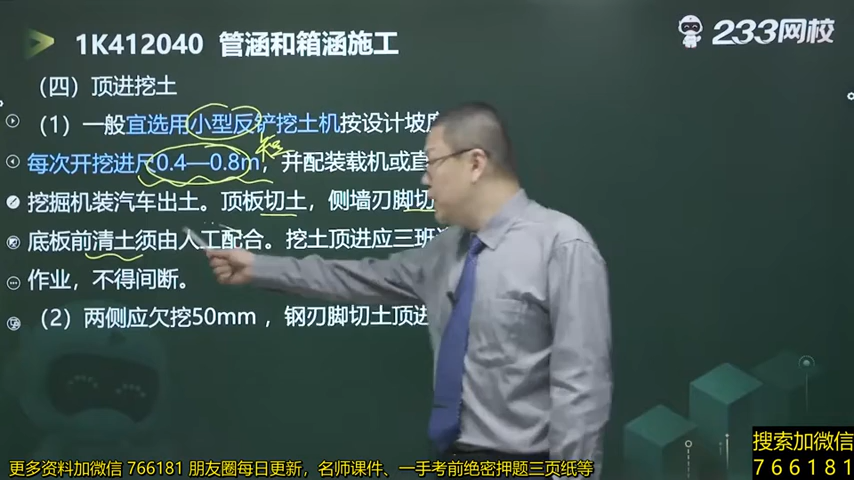 1K412040 管涵和箱涵施工
233网校
（四）顶进挖土
（1）一般宜选用小型反铲挖土机按设计坡度
每次开挖进尺0.4—0.8m，并配装载机或直
挖掘机装汽车出土。顶板切土，侧墙刃脚切
底板前清土须由人工配合。挖土顶进应三班
作业，不得间断。
（2）两侧应欠挖50mm ，钢刃脚切土顶进
搜索加微信
766181
更多资料加微信 766181 朋友圈每日更新，名师课件、一手考前绝密押题三页纸等